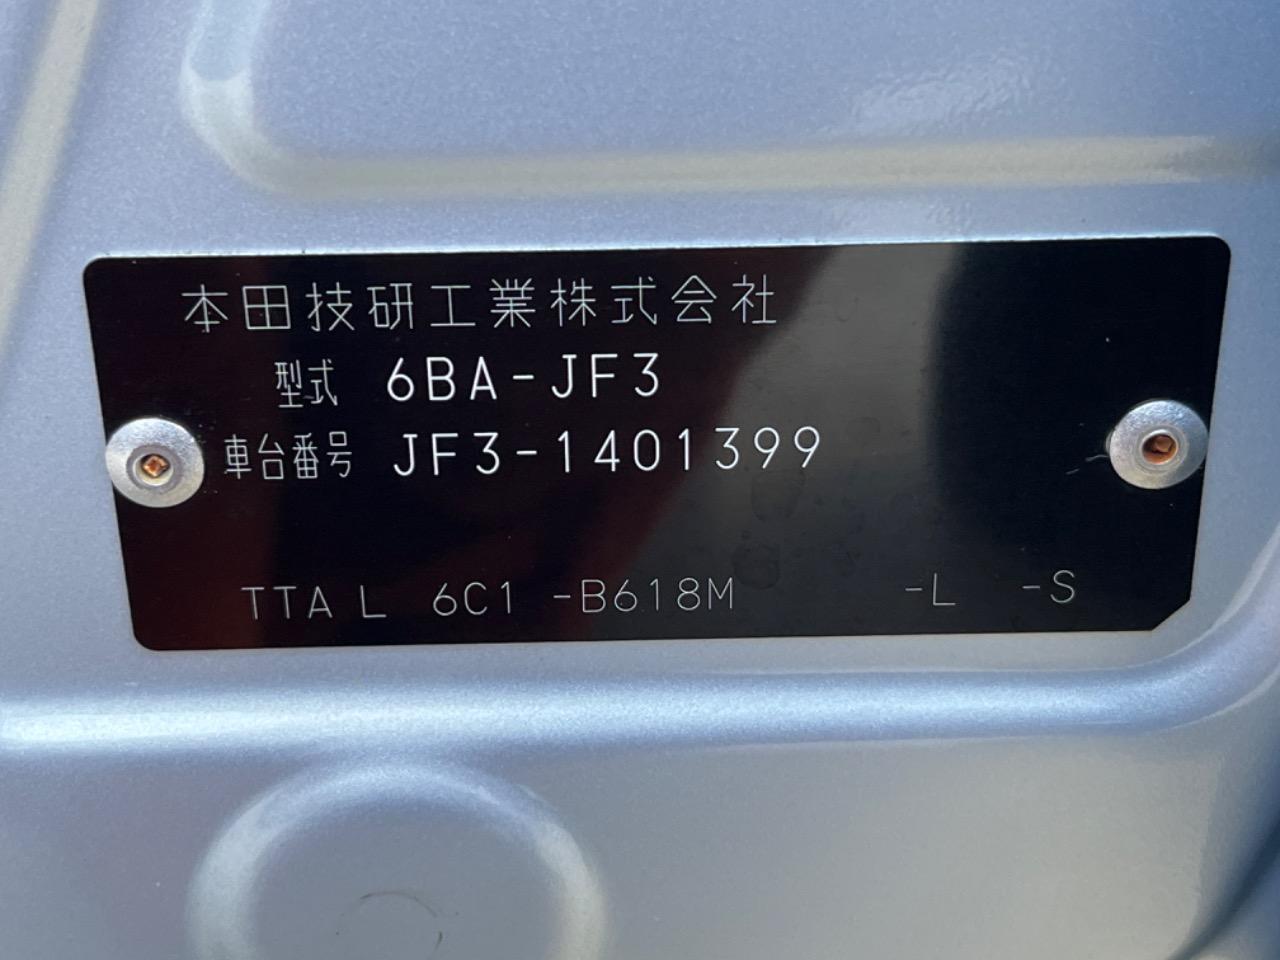 本田技研工業株式会社
型式 6BA-JF3
車台番号 JF3-1401399
TTA L 6C1 -B618M -L -S